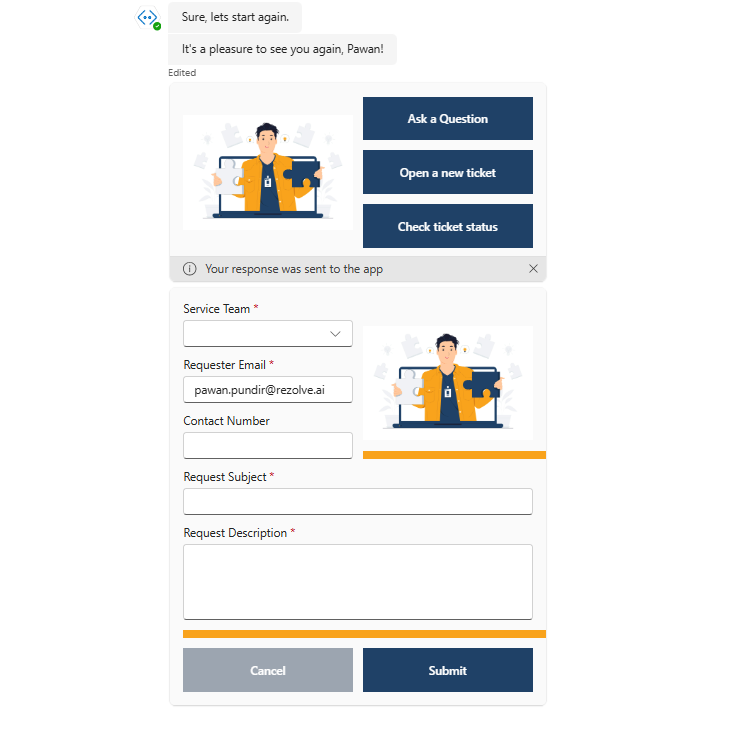 Sure, lets start again.
It's a pleasure to see you again, Pawan!
Edited
Ask a Question
Open a new ticket
Check ticket status
Your response was sent to the app
Service Team *
Requester Email *
pawan.pundir@rezolve.ai
Contact Number
Request Subject *
Request Description *
Cancel
Submit